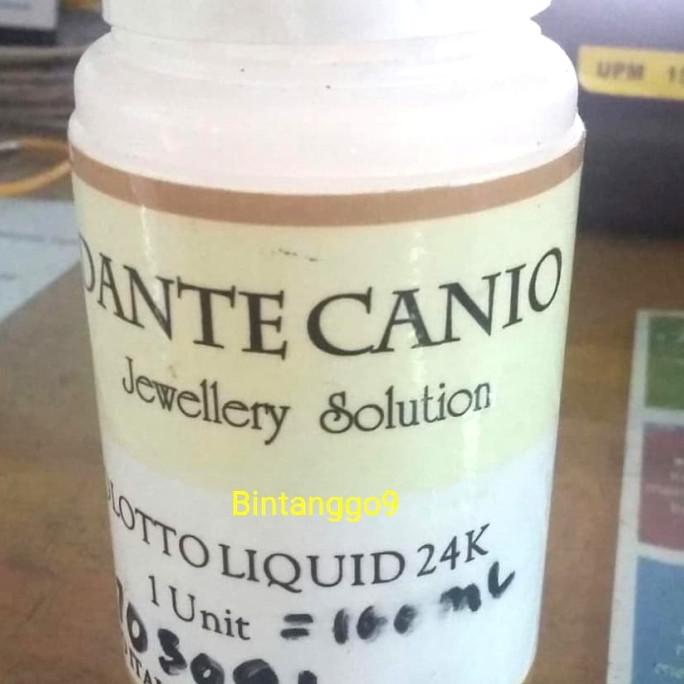 UPM
DANTE CANIO
Jewellery Solution
Bintanggo9
LOTTO LIQUID 24K
1 Unit = 100 mL